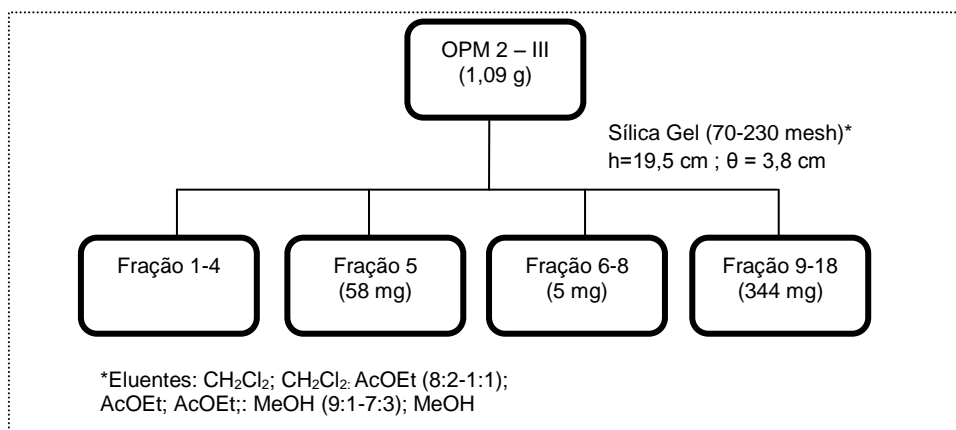 OPM 2 – III
(1,09 g)
Sílica Gel (70-230 mesh)*
h=19,5 cm ; θ = 3,8 cm
Fração 1-4
Fração 5
(58 mg)
Fração 6-8
(5 mg)
Fração 9-18
(344 mg)
*Eluentes: CH₂Cl₂; CH₂Cl₂: AcOEt (8:2-1:1);
AcOEt; AcOEt;: MeOH (9:1-7:3); MeOH